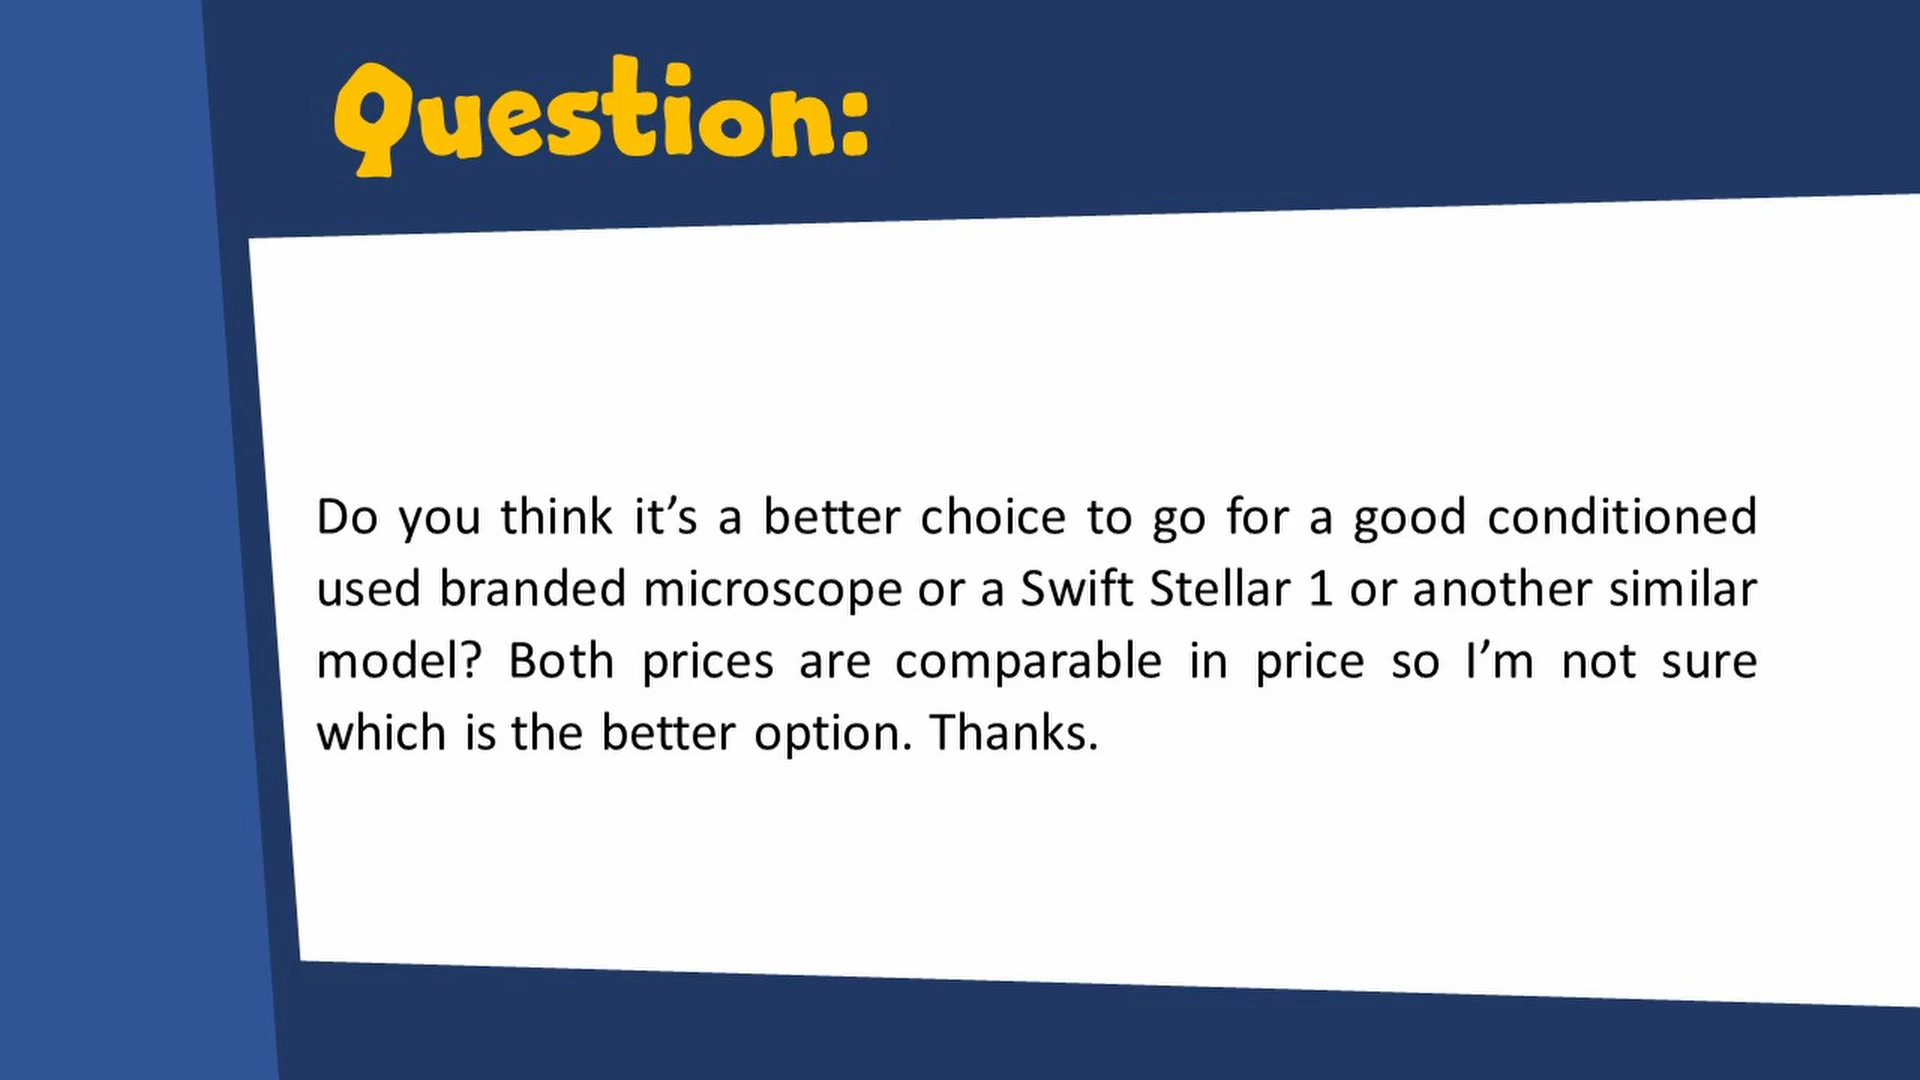 Question:
Do you think it’s a better choice to go for a good conditioned
used branded microscope or a Swift Stellar 1 or another similar
model? Both prices are comparable in price so I’m not sure
which is the better option. Thanks.